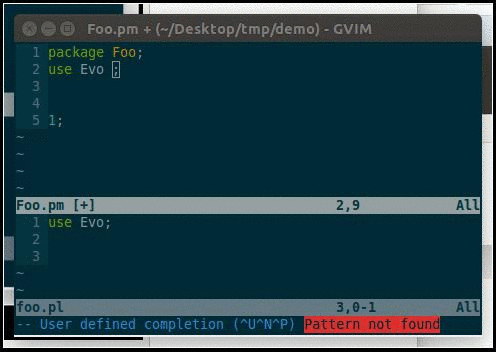 Foo.pm + (~/Desktop/tmp/demo) - GVIM
1 package Foo;
2 use Evo ;
3
4
5 1;
~
~
~
~
Foo.pm [+] 2,9 All
1 use Evo;
2
3
~
~
foo.pl 3,0-1 All
-- User defined completion (^U^N^P) Pattern not found